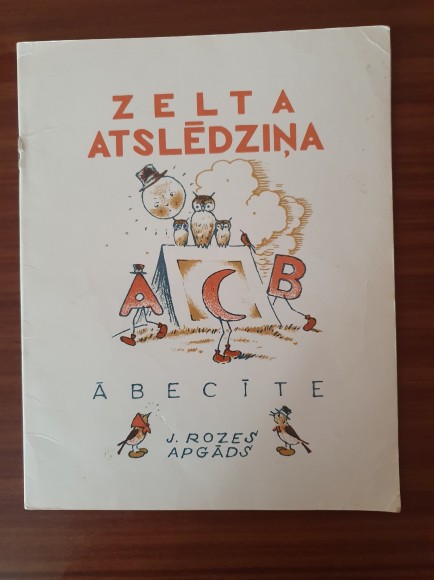 ZELTA
ATSLĒDZIŅA
A C B
ĀBECĪTE
J. ROZES
APGĀDS